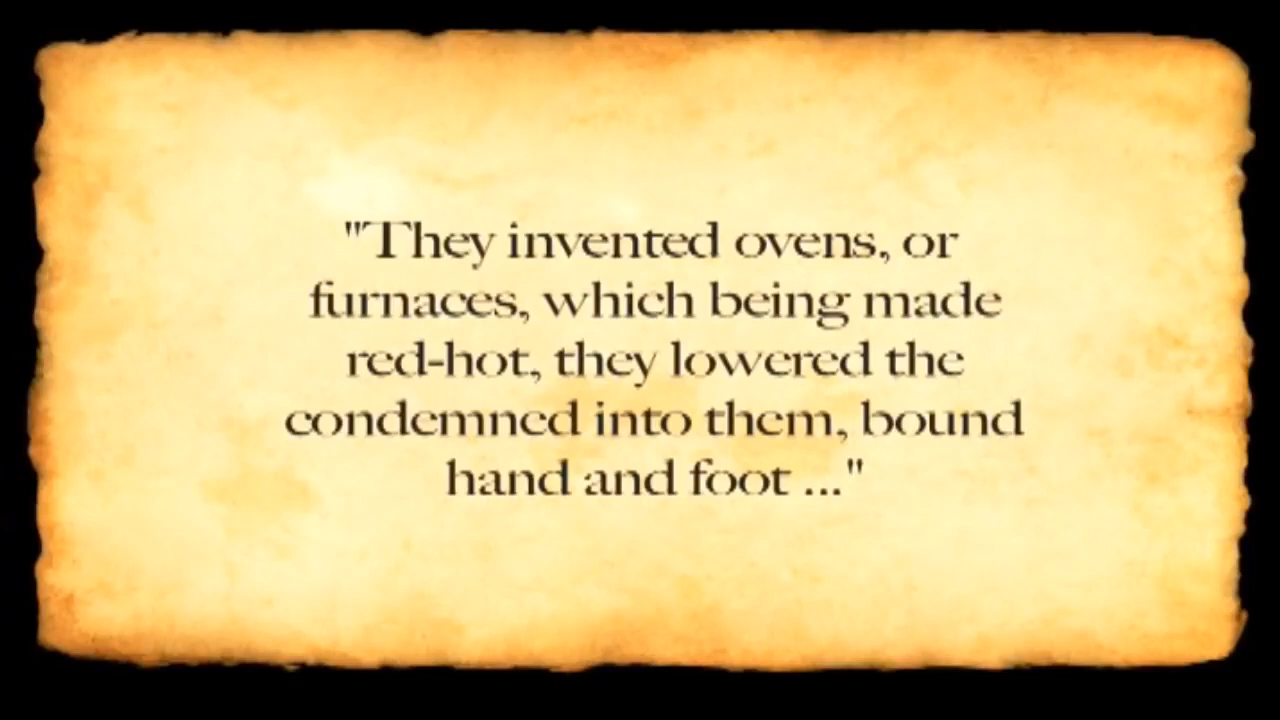 "They invented ovens, or
furnaces, which being made
red-hot, they lowered the
condemned into them, bound
hand and foot ..."